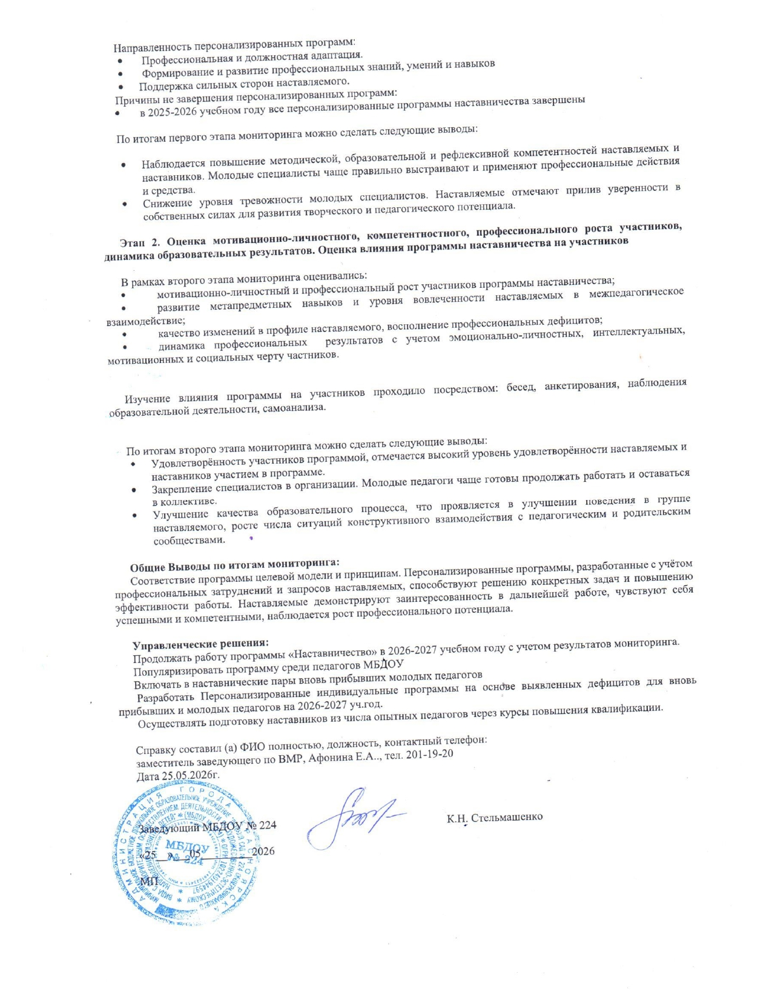 Направленность персонализированных программ:
• Профессиональная и должностная адаптация.
• Формирование и развитие профессиональных знаний, умений и навыков
• Поддержка сильных сторон наставляемого.
Причины не завершения персонализированных программ:
• в 2025-2026 учебном году все персонализированные программы наставничества завершены
По итогам первого этапа мониторинга можно сделать следующие выводы:
• Наблюдается повышение методической, образовательной и рефлексивной компетентностей наставляемых и
наставников. Молодые специалисты чаще правильно выстраивают и применяют профессиональные действия
и средства.
• Снижение уровня тревожности молодых специалистов. Наставляемые отмечают прилив уверенности в
собственных силах для развития творческого и педагогического потенциала.
Этап 2. Оценка мотивационно-личностного, компетентностного, профессионального роста участников,
динамика образовательных результатов. Оценка влияния программы наставничества на участников
В рамках второго этапа мониторинга оценивались:
• мотивационно-личностный и профессиональный рост участников программы наставничества;
• развитие метапредметных навыков и уровня вовлеченности наставляемых в межпедагогическое
взаимодействие;
• качество изменений в профиле наставляемого, восполнение профессиональных дефицитов;
• динамика профессиональных результатов с учетом эмоционально-личностных, интеллектуальных,
мотивационных и социальных черту частников.
Изучение влияния программы на участников проходило посредством: бесед, анкетирования, наблюдения
образовательной деятельности, самоанализа.
По итогам второго этапа мониторинга можно сделать следующие выводы:
• Удовлетворённость участников программой, отмечается высокий уровень удовлетворённости наставляемых и
наставников участием в программе.
• Закрепление специалистов в организации. Молодые педагоги чаще готовы продолжать работать и оставаться
в коллективе.
• Улучшение качества образовательного процесса, что проявляется в улучшении поведения в группе
наставляемого, росте числа ситуаций конструктивного взаимодействия с педагогическим и родительским
сообществами.
Общие Выводы по итогам мониторинга:
Соответствие программы целевой модели и принципам. Персонализированные программы, разработанные с учётом
профессиональных затруднений и запросов наставляемых, способствуют решению конкретных задач и повышению
эффективности работы. Наставляемые демонстрируют заинтересованность в дальнейшей работе, чувствуют себя
успешными и компетентными, наблюдается рост профессионального потенциала.
Управленческие решения:
Продолжать работу программы «Наставничество» в 2026-2027 учебном году с учетом результатов мониторинга.
Популяризировать программу среди педагогов МБДОУ
Включать в наставнические пары вновь прибывших молодых педагогов
Разработать Персонализированные индивидуальные программы на основе выявленных дефицитов для вновь
прибывших и молодых педагогов на 2026-2027 уч.год.
Осуществлять подготовку наставников из числа опытных педагогов через курсы повышения квалификации.
Справку составил (а) ФИО полностью, должность, контактный телефон:
заместитель заведующего по ВМР, Афонина Е.А.., тел. 201-19-20
Дата 25.05.2026г.
Заведующий МБДОУ № 224
К.Н. Стельмашенко
«25__»___05_________2026
МП
АДМИНИСТРАЦИЯ ГОРОДА КРАСНОЯРСКА
МБДОУ
№ 224